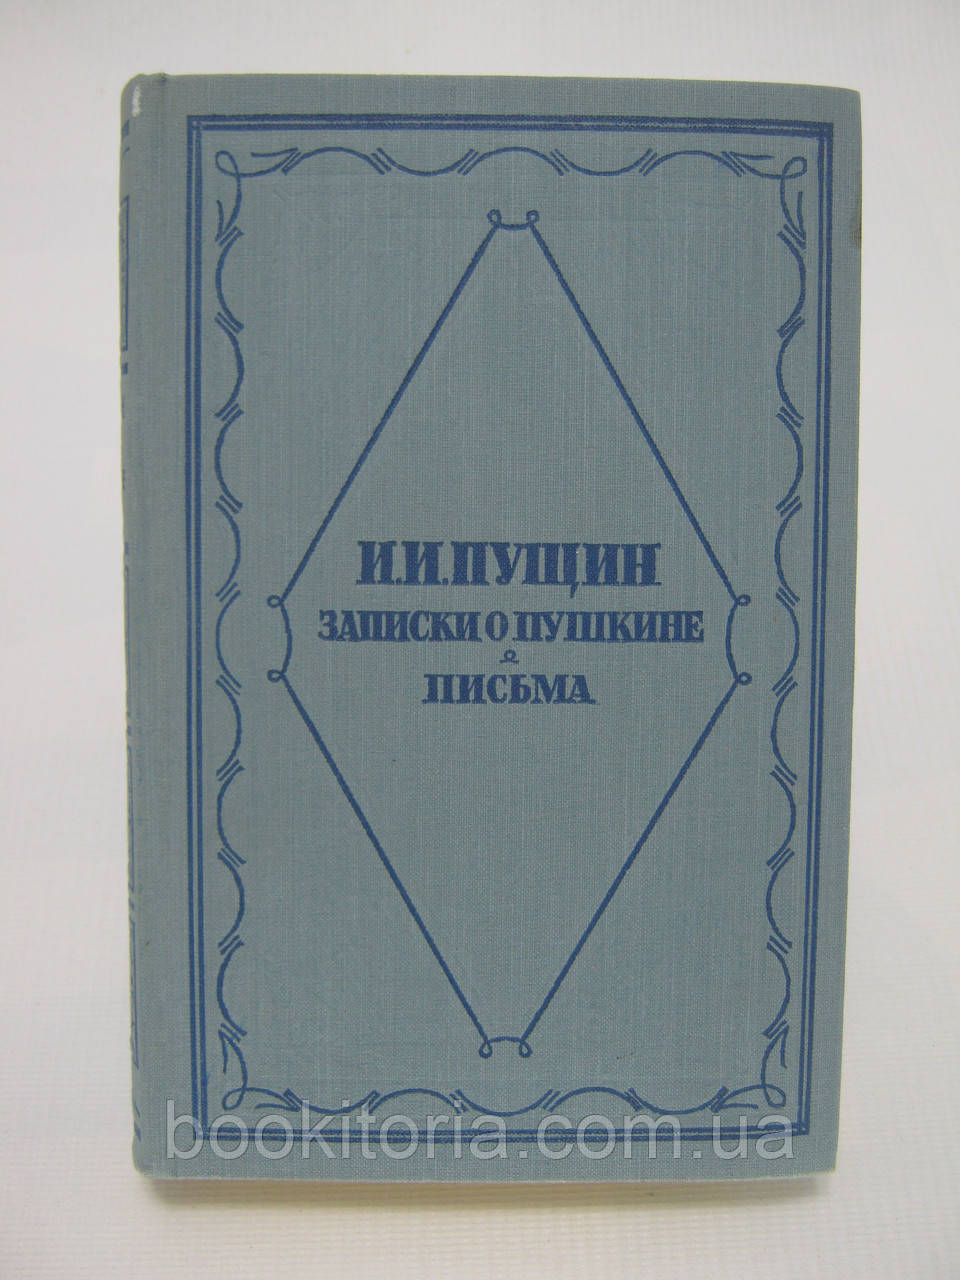 И.И.ПУЩИН
ЗАПИСКИ О ПУШКИНЕ
ПИСЬМА
bookitoria.com.ua